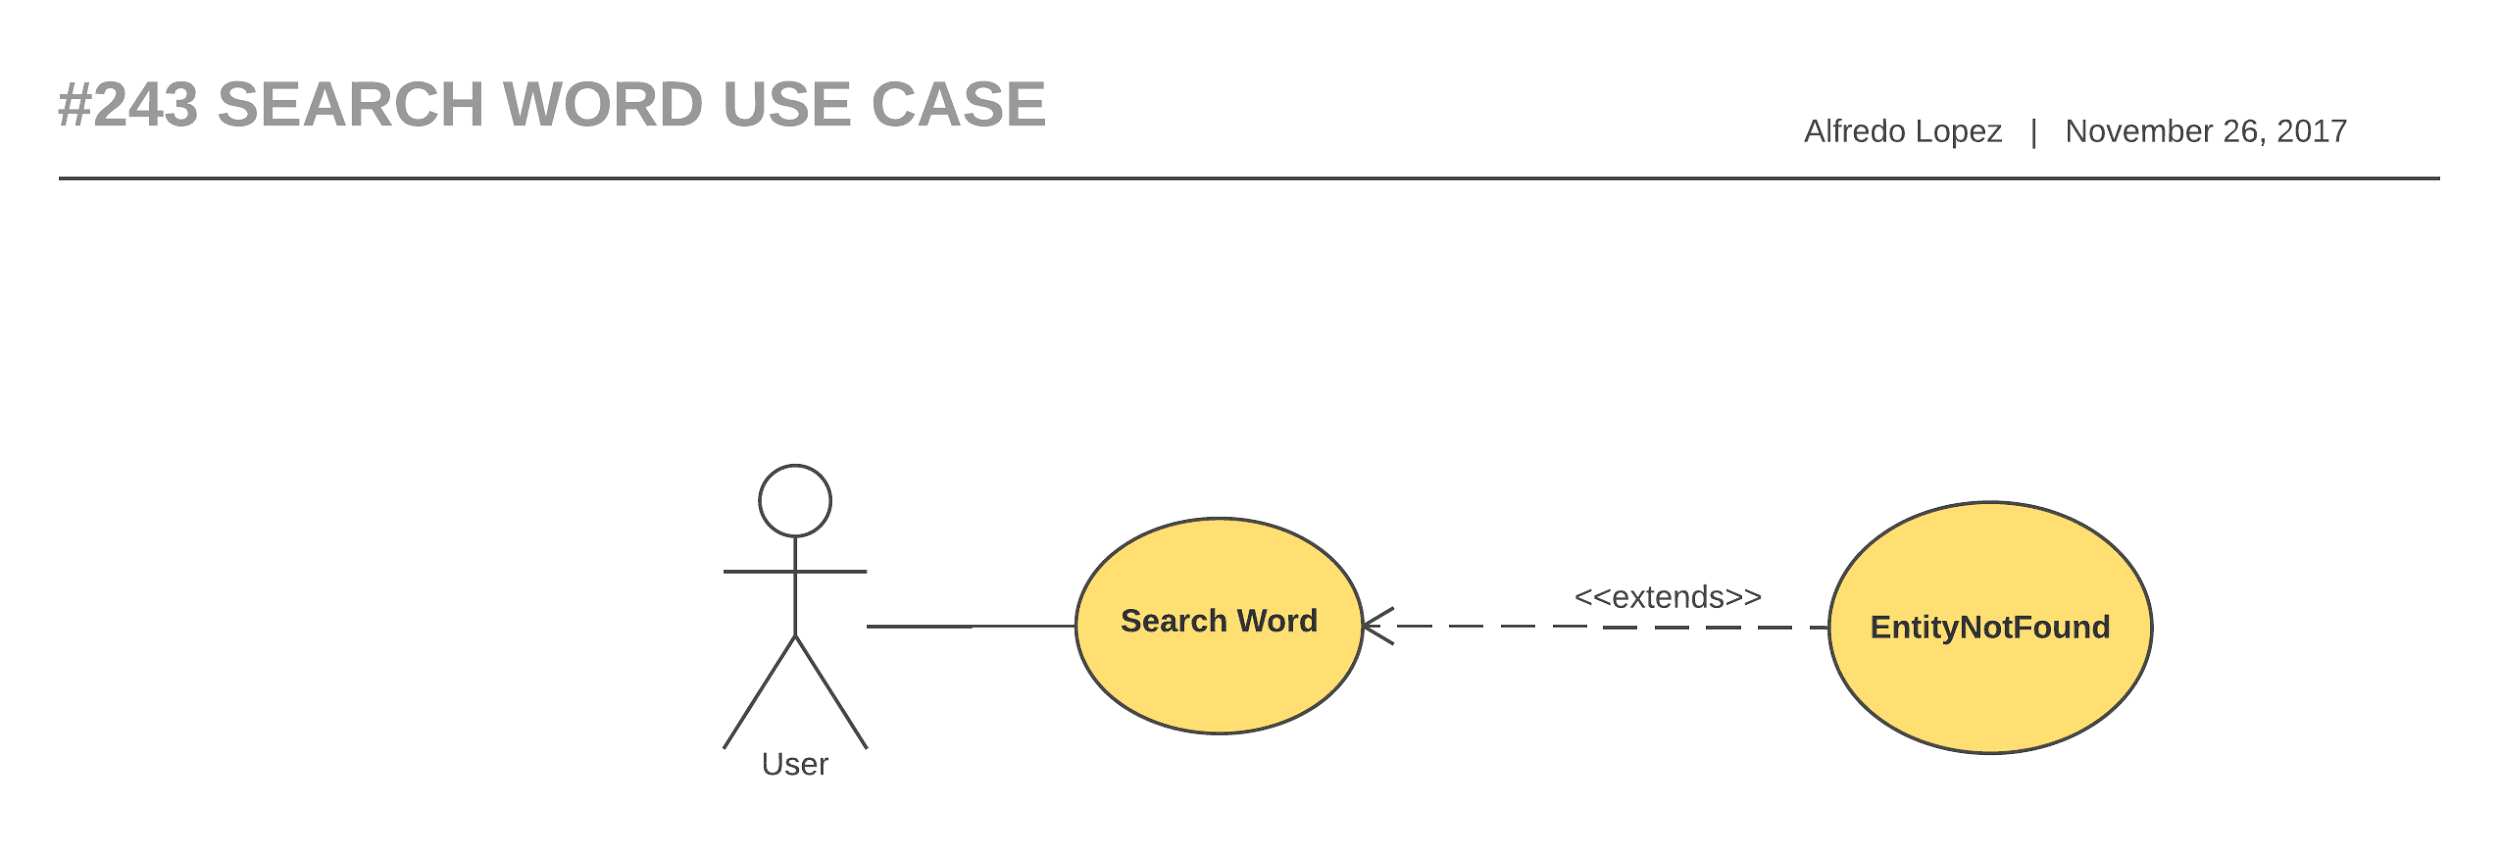 #243 SEARCH WORD USE CASE
Alfredo Lopez | November 26, 2017
<<extends>>
Search Word
EntityNotFound
User